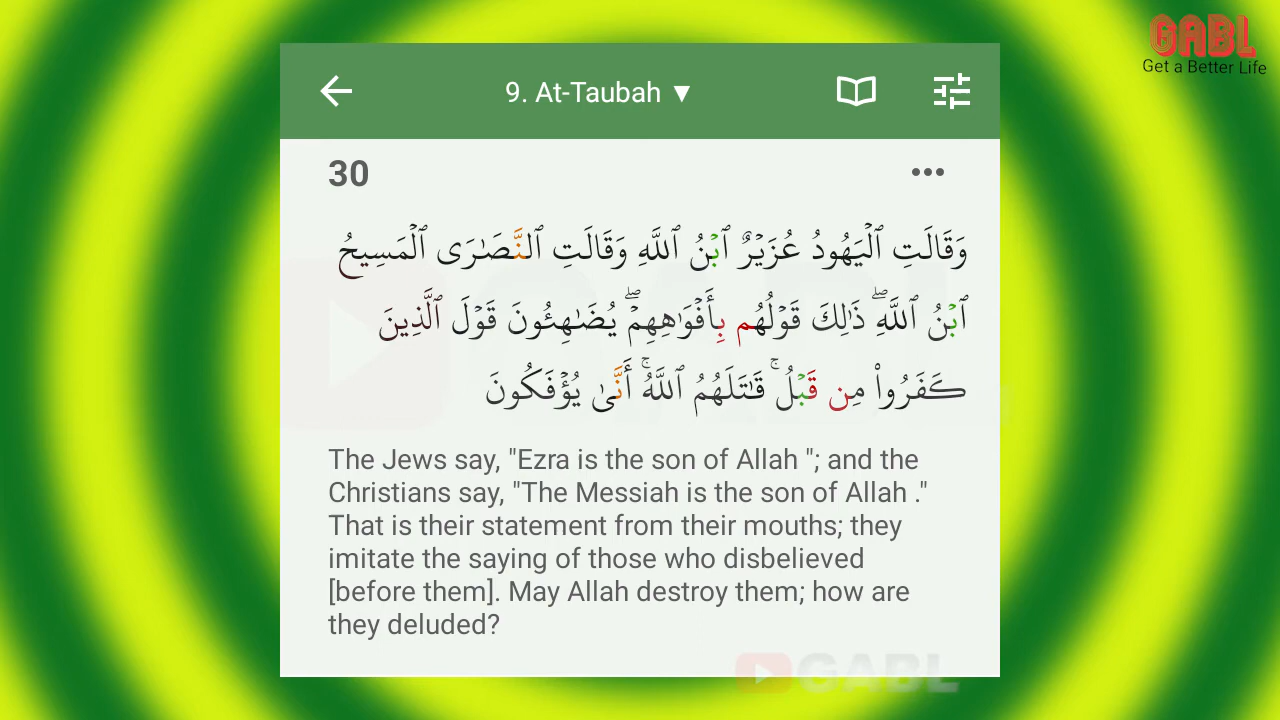 GABL
Get a Better Life
9. At-Taubah ▼
30
وَقَالَتِ ٱلْيَهُودُ عُزَيْرٌ ٱبْنُ ٱللَّهِ وَقَالَتِ ٱلنَّصَـٰرَى ٱلْمَسِيحُ
ٱبْنُ ٱللَّهِ ۖ ذَٰلِكَ قَوْلُهُم بِأَفْوَٰهِهِمْ ۖ يُضَـٰهِـُٔونَ قَوْلَ ٱلَّذِينَ
كَفَرُوا۟ مِن قَبْلُ ۚ قَـٰتَلَهُمُ ٱللَّهُ ۚ أَنَّىٰ يُؤْفَكُونَ
The Jews say, "Ezra is the son of Allah "; and the
Christians say, "The Messiah is the son of Allah ."
That is their statement from their mouths; they
imitate the saying of those who disbelieved
[before them]. May Allah destroy them; how are
they deluded?
GABL